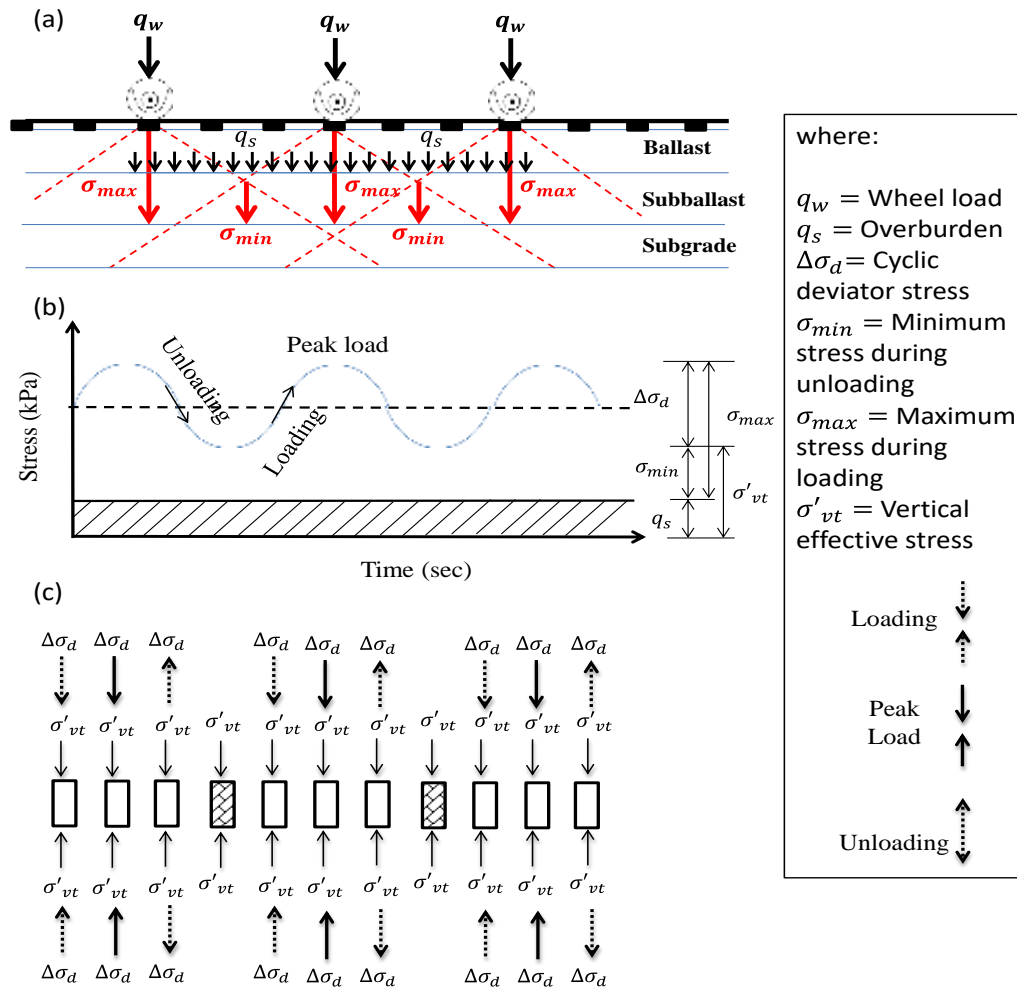 (a)
q_w q_w q_w
q_s q_s
Ballast
σ_max σ_max σ_max
Subballast
σ_min σ_min
Subgrade
(b)
Stress (kPa)
Unloading
Loading
Peak load
Δσ_d
σ_max
σ_min
σ'_vt
q_s
Time (sec)
(c)
Δσ_d Δσ_d Δσ_d Δσ_d Δσ_d Δσ_d Δσ_d Δσ_d Δσ_d
σ'_vt σ'_vt σ'_vt σ'_vt σ'_vt σ'_vt σ'_vt σ'_vt σ'_vt σ'_vt σ'_vt
σ'_vt σ'_vt σ'_vt σ'_vt σ'_vt σ'_vt σ'_vt σ'_vt σ'_vt σ'_vt σ'_vt
Δσ_d Δσ_d Δσ_d Δσ_d Δσ_d Δσ_d Δσ_d Δσ_d Δσ_d
where:
q_w = Wheel load
q_s = Overburden
Δσ_d= Cyclic
deviator stress
σ_min = Minimum
stress during
unloading
σ_max = Maximum
stress during
loading
σ'_vt = Vertical
effective stress
Loading
Peak
Load
Unloading